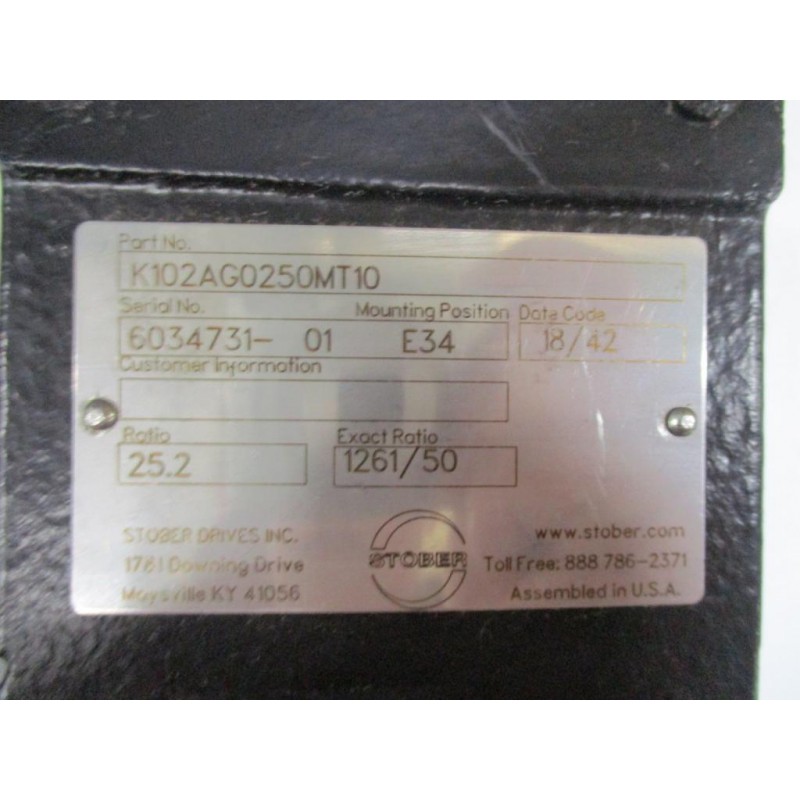 Part No.
K102AG0250MT10
Serial No. Mounting Position Date Code
6034731- 01 E34 18/42
Customer Information
Ratio Exact Ratio
25.2 1261/50
STOBER DRIVES INC.
1781 Downing Drive
Maysville KY 41056
STOBER
www.stober.com
Toll Free: 888 786-2371
Assembled in U.S.A.